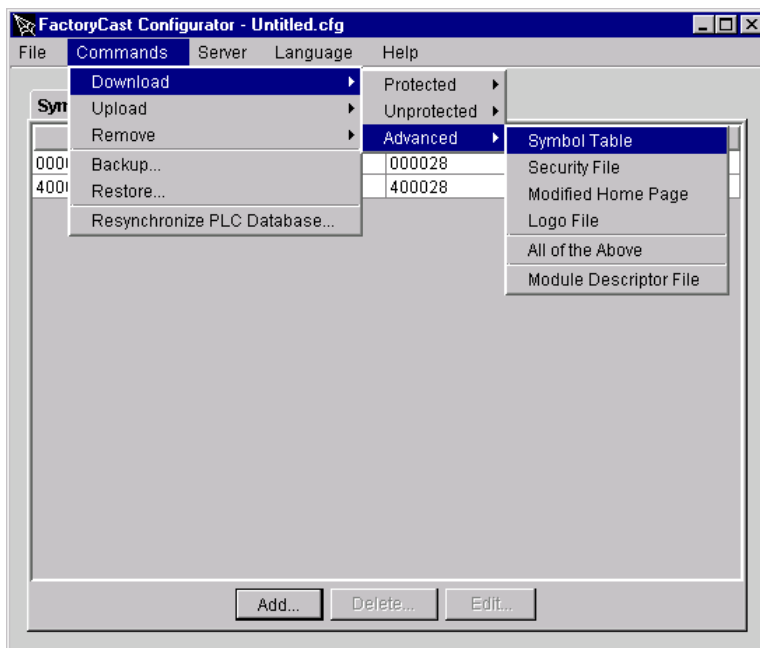 FactoryCast Configurator - Untitled.cfg
File Commands Server Language Help
Download
Upload
Remove
Backup...
Restore...
Resynchronize PLC Database...
Protected
Unprotected
Advanced
Symbol Table
Security File
Modified Home Page
Logo File
All of the Above
Module Descriptor File
000028
400028
Add... Delete... Edit...